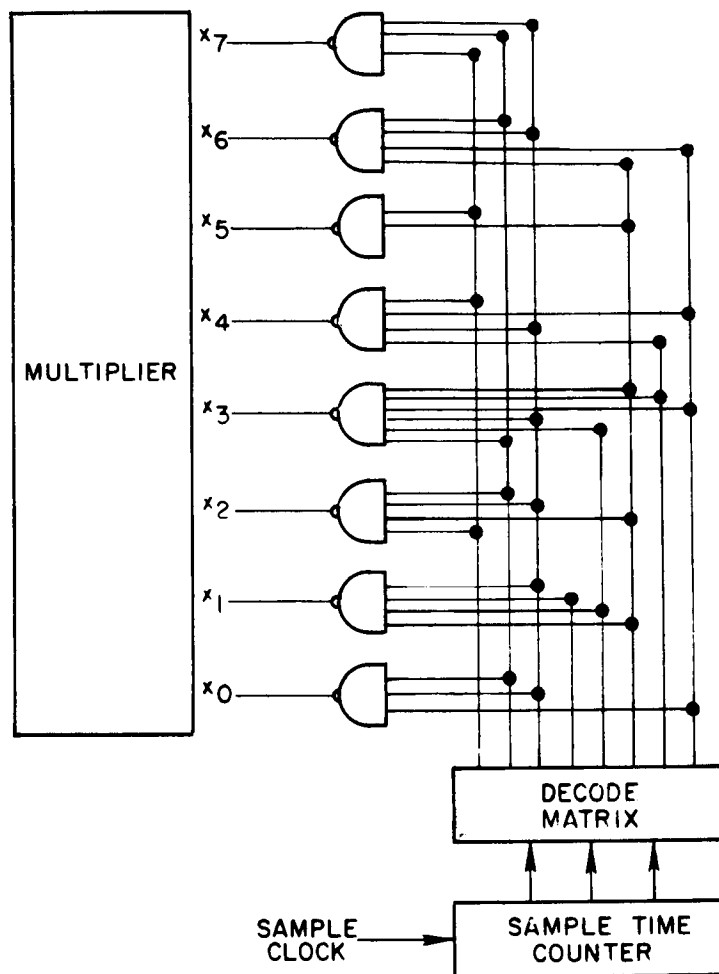 x7
x6
x5
x4
MULTIPLIER
x3
x2
x1
x0
DECODE
MATRIX
SAMPLE
CLOCK
SAMPLE TIME
COUNTER